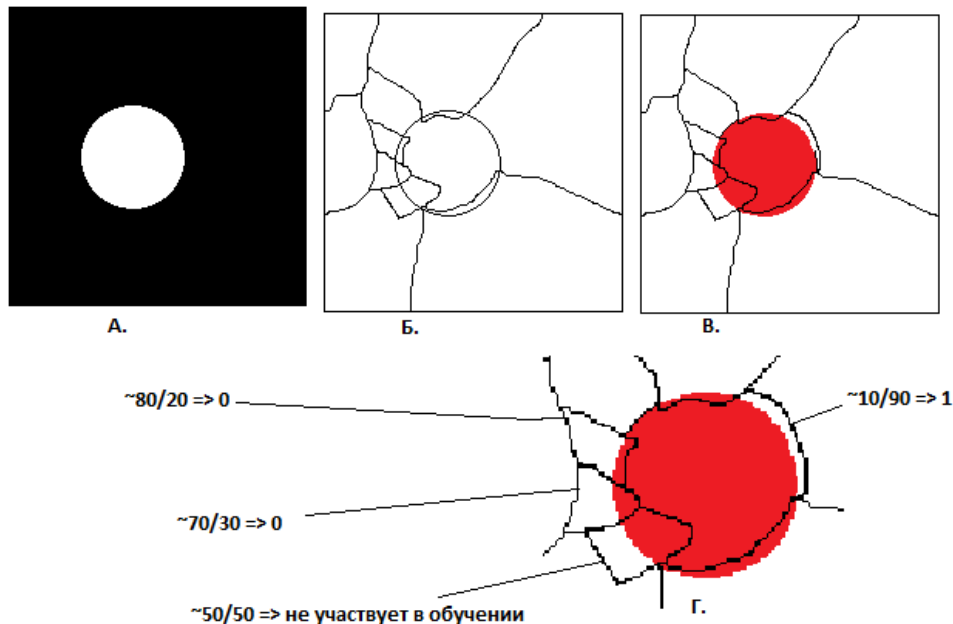 А.
Б.
В.
~80/20 => 0
~10/90 => 1
~70/30 => 0
~50/50 => не участвует в обучении
Г.